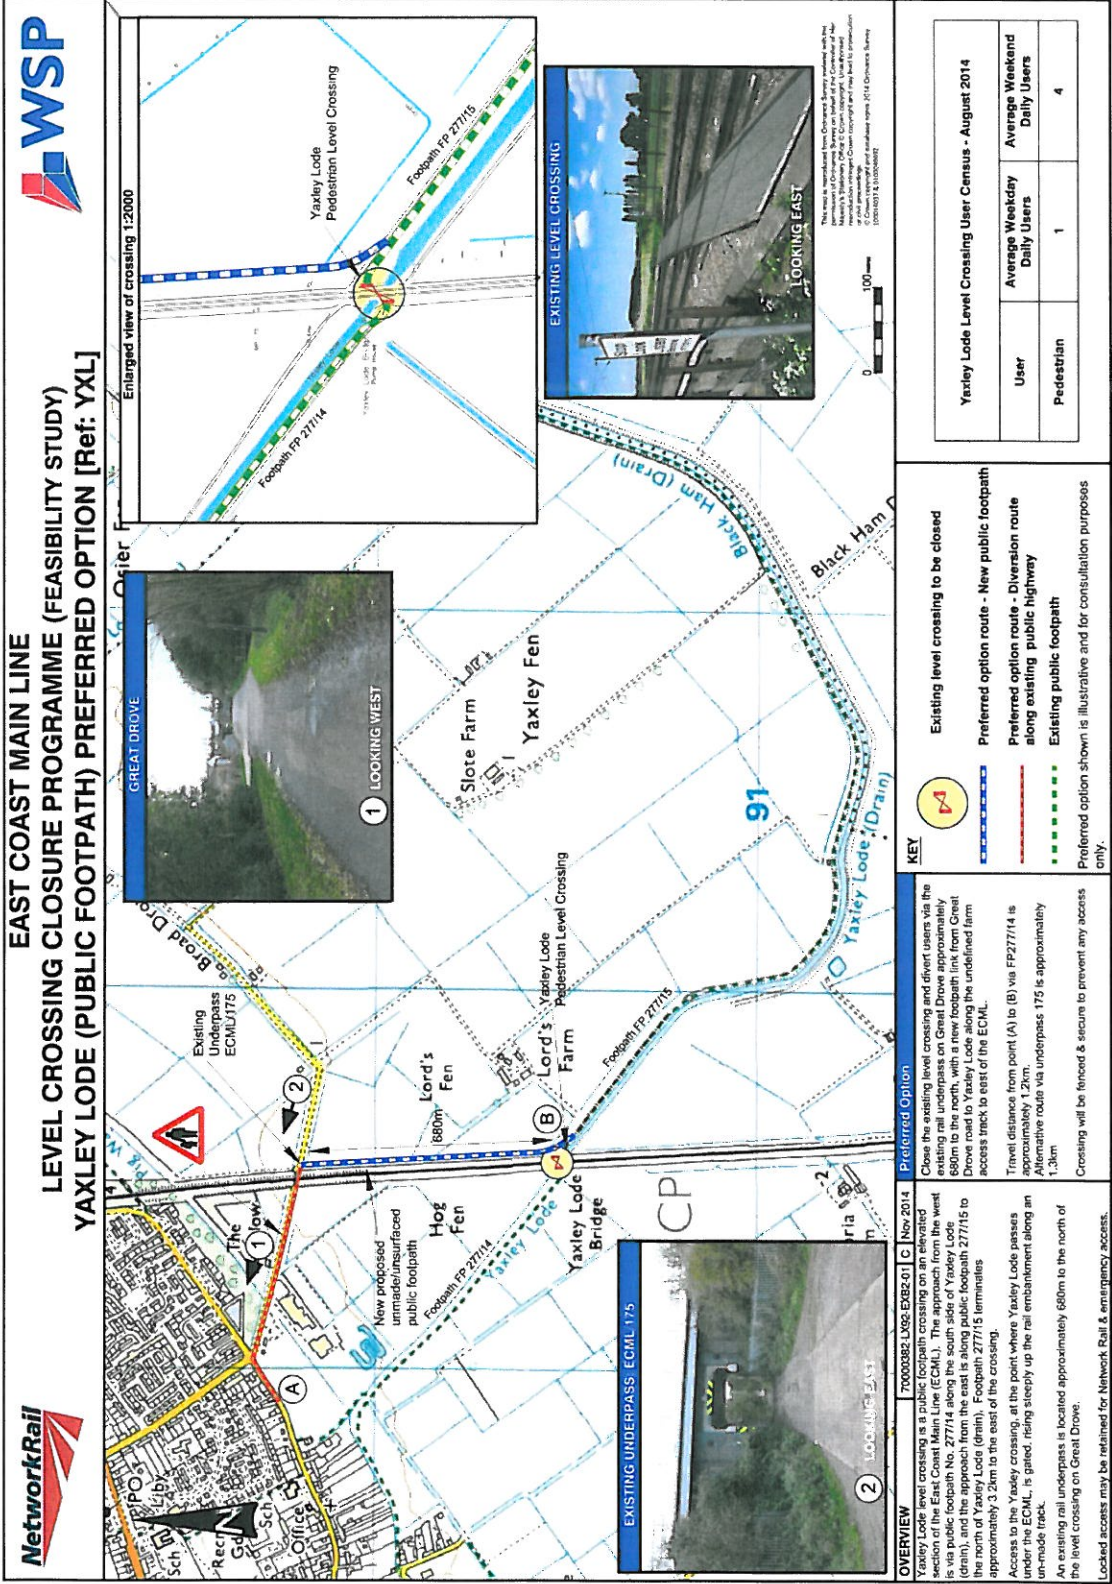 NetworkRail
EAST COAST MAIN LINE
LEVEL CROSSING CLOSURE PROGRAMME (FEASIBILITY STUDY)
YAXLEY LODE (PUBLIC FOOTPATH) PREFERRED OPTION [Ref: YXL]
WSP
PO
Liby
Sch
Recn
Gd
N
Sch
Office
A
The
1
2
Existing
Underpass
ECML/175
Broad Dro
New proposed
unmade/unsurfaced
public footpath
Hog
Fen
Lord's
Fen
680m
Footpath FP 277/14
Yaxley Lode
Bridge
B
Lord's
Farm
Yaxley Lode
Pedestrian Level Crossing
Footpath FP 277/15
CP
Slote Farm
Yaxley Fen
91
Yaxley Lode (Drain)
Black Ham (Drain)
Black Ham D
GREAT DROVE
1 LOOKING WEST
Enlarged view of crossing 1:2000
Yaxley Lode
Pedestrian Level Crossing
Footpath FP 277/15
Footpath FP 277/14
EXISTING UNDERPASS: ECML 175
2 LOOKING EAST
EXISTING LEVEL CROSSING
LOOKING EAST
0 100
OVERVIEW
70000382-LX92-EXB2-01 C Nov 2014
Yaxley Lode level crossing is a public footpath crossing on an elevated
section of the East Coast Main Line (ECML). The approach from the west
is via public footpath No. 277/14 along the south side of Yaxley Lode
(drain), and the approach from the east is along public footpath 277/15 to
the north of Yaxley Lode (drain). Footpath 277/15 terminates
approximately 3.2km to the east of the crossing.
Access to the Yaxley crossing, at the point where Yaxley Lode passes
under the ECML, is gated, rising steeply up the rail embankment along an
un-made track.
An existing rail underpass is located approximately 680m to the north of
the level crossing on Great Drove.
Locked access may be retained for Network Rail & emergency access.
Preferred Option
Close the existing level crossing and divert users via the
existing rail underpass on Great Drove approximately
680m to the north, with a new footpath link from Great
Drove road to Yaxley Lode along the undefined farm
access track to east of the ECML.
Travel distance from point (A) to (B) via FP277/14 is
approximately 1.2km.
Alternative route via underpass 175 is approximately
1.3km
Crossing will be fenced & secure to prevent any access
KEY
Existing level crossing to be closed
Preferred option route - New public footpath
Preferred option route - Diversion route
along existing public highway
Existing public footpath
Preferred option shown is illustrative and for consultation purposes
only.
Yaxley Lode Level Crossing User Census - August 2014
User
Average Weekday
Daily Users
Average Weekend
Daily Users
Pedestrian
1
4